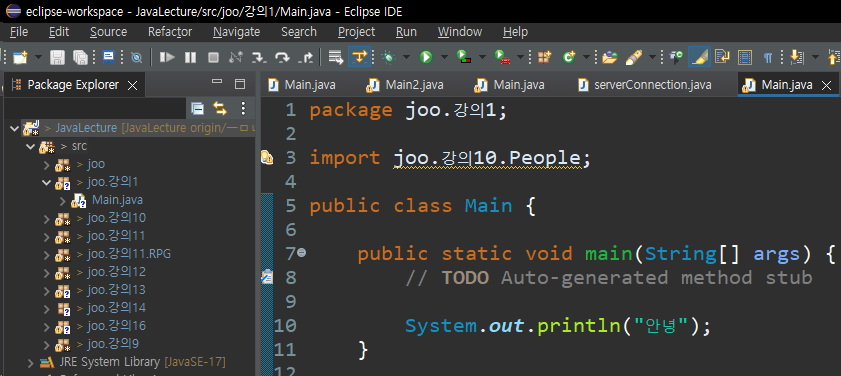 eclipse-workspace - JavaLecture/src/joo/강의1/Main.java - Eclipse IDE
File Edit Source Refactor Navigate Search Project Run Window Help
Package Explorer
Main.java Main2.java Main.java serverConnection.java Main.java
> JavaLecture [JavaLecture origin/
> src
> joo
> joo.강의1
Main.java
> joo.강의10
> joo.강의11
> joo.강의11.RPG
> joo.강의12
> joo.강의13
> joo.강의14
> joo.강의16
> joo.강의9
JRE System Library [JavaSE-17]
1 package joo.강의1;
2
3 import joo.강의10.People;
4
5 public class Main {
6
7 public static void main(String[] args) {
8 // TODO Auto-generated method stub
9
10 System.out.println("안녕");
11 }
12